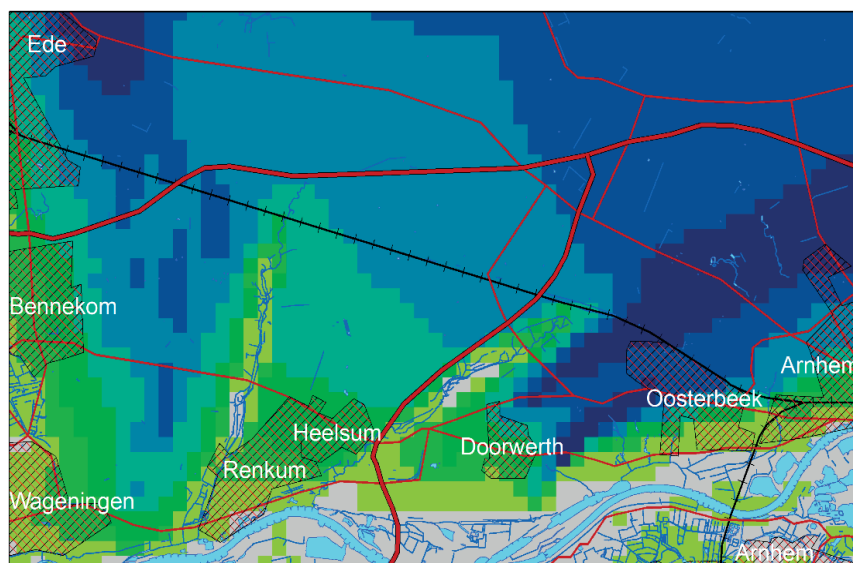 Ede
Bennekom
Arnhem
Oosterbeek
Heelsum
Doorwerth
Renkum
Wageningen
Arnhem